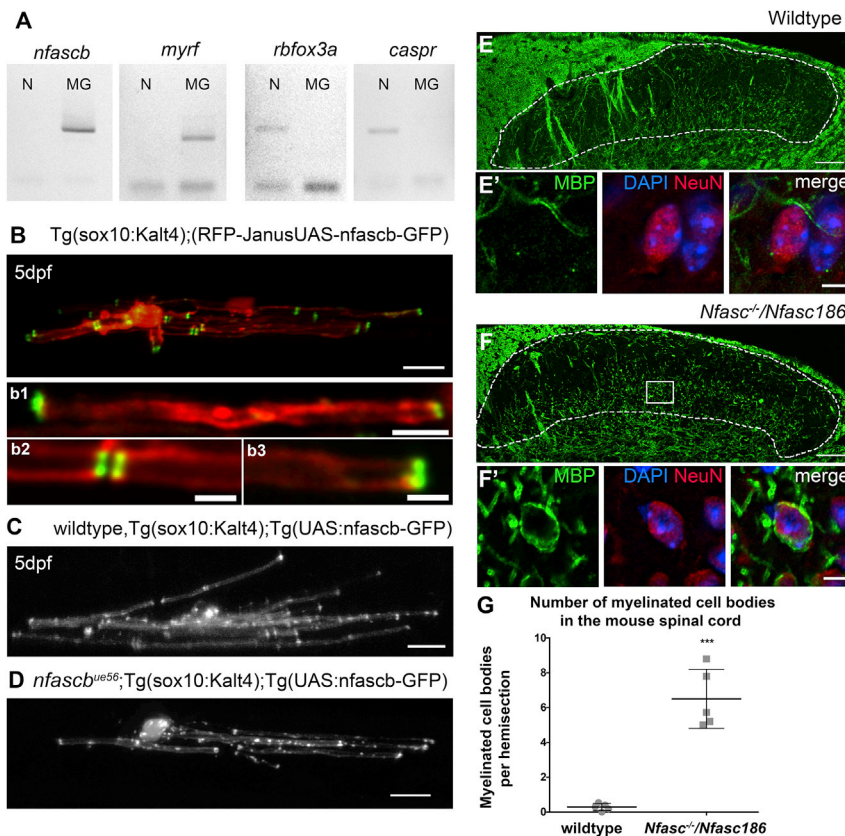 A
nfascb myrf rbfox3a caspr
N MG N MG N MG N MG
B
Tg(sox10:Kalt4);(RFP-JanusUAS-nfascb-GFP)
5dpf
b1
b2 b3
C wildtype,Tg(sox10:Kalt4);Tg(UAS:nfascb-GFP)
5dpf
D nfascbue56;Tg(sox10:Kalt4);Tg(UAS:nfascb-GFP)
Wildtype
E
E' MBP DAPI NeuN merge
Nfasc-/-/Nfasc186
F
F' MBP DAPI NeuN merge
G
Number of myelinated cell bodies
in the mouse spinal cord
Myelinated cell bodies
per hemisection
10
8
6
4
2
0
***
wildtype Nfasc-/-/Nfasc186